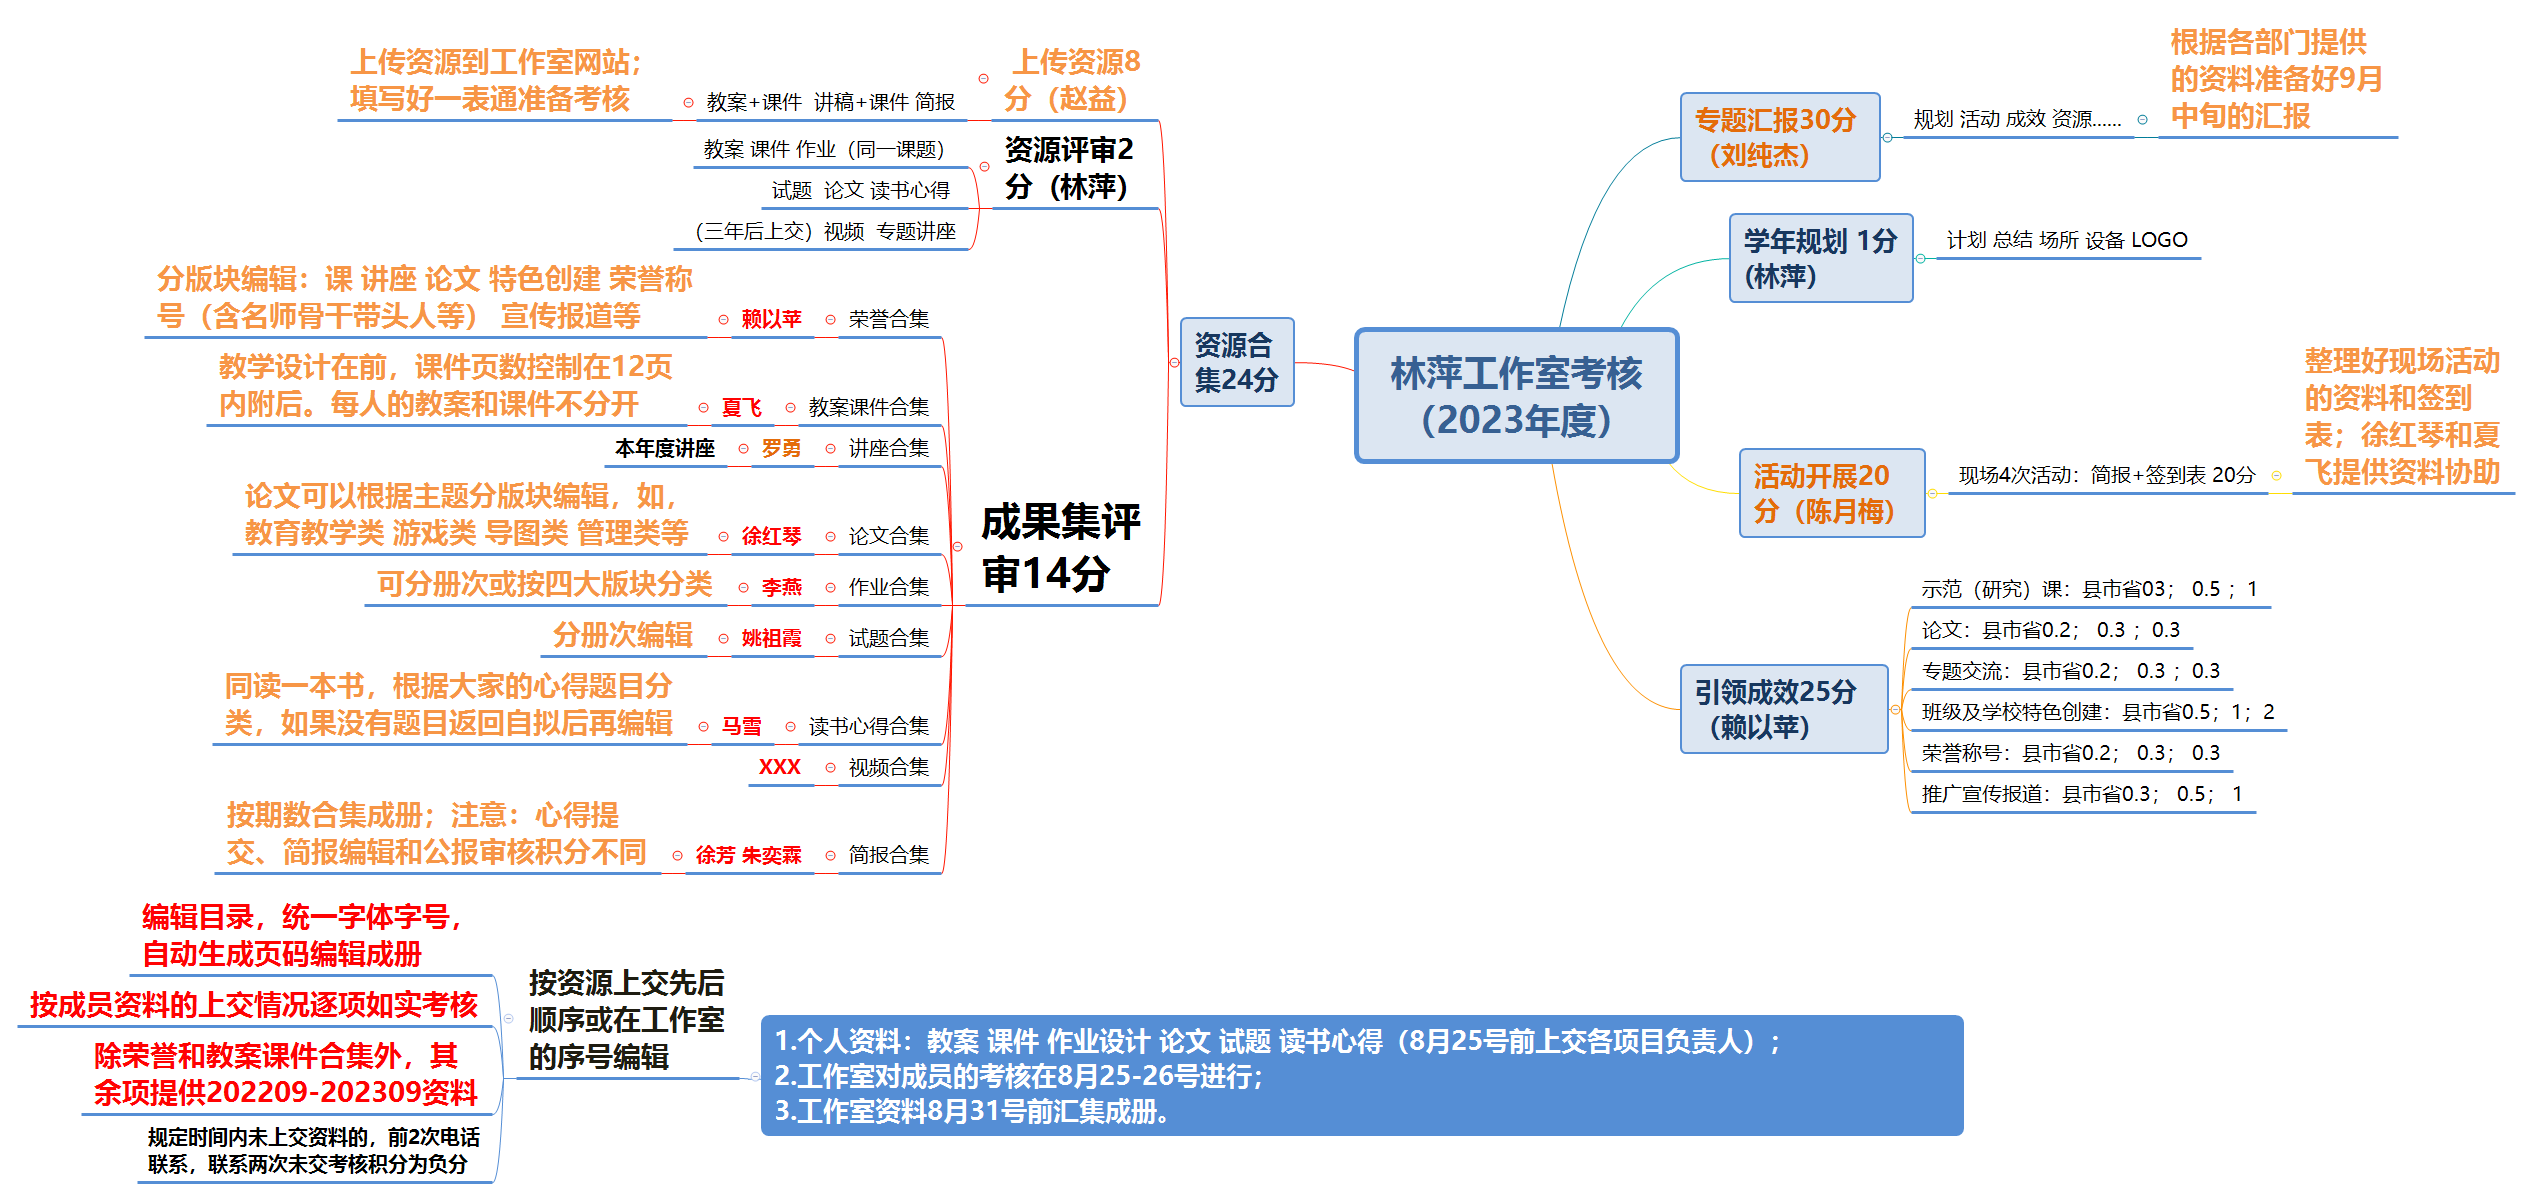 林萍工作室考核
（2023年度）
专题汇报30分
（刘纯杰）
规划 活动 成效 资源......
根据各部门提供
的资料准备好9月
中旬的汇报
学年规划 1分
(林萍）
计划 总结 场所 设备 LOGO
活动开展20
分（陈月梅）
现场4次活动：简报+签到表 20分
整理好现场活动
的资料和签到
表；徐红琴和夏
飞提供资料协助
引领成效25分
（赖以苹）
示范（研究）课：县市省03； 0.5 ；1
论文：县市省0.2； 0.3 ；0.3
专题交流：县市省0.2； 0.3 ；0.3
班级及学校特色创建：县市省0.5；1；2
荣誉称号：县市省0.2； 0.3； 0.3
推广宣传报道：县市省0.3； 0.5； 1
资源合
集24分
上传资源8
分（赵益）
教案+课件 讲稿+课件 简报
上传资源到工作室网站；
填写好一表通准备考核
资源评审2
分（林萍）
教案 课件 作业（同一课题）
试题 论文 读书心得
（三年后上交）视频 专题讲座
成果集评
审14分
荣誉合集
赖以苹
分版块编辑：课 讲座 论文 特色创建 荣誉称
号（含名师骨干带头人等） 宣传报道等
教案课件合集
夏飞
教学设计在前，课件页数控制在12页
内附后。每人的教案和课件不分开
讲座合集
罗勇
本年度讲座
论文合集
徐红琴
论文可以根据主题分版块编辑，如，
教育教学类 游戏类 导图类 管理类等
作业合集
李燕
可分册次或按四大版块分类
试题合集
姚祖霞
分册次编辑
读书心得合集
马雪
同读一本书，根据大家的心得题目分
类，如果没有题目返回自拟后再编辑
视频合集
XXX
简报合集
徐芳 朱奕霖
按期数合集成册；注意：心得提
交、简报编辑和公报审核积分不同
1.个人资料：教案 课件 作业设计 论文 试题 读书心得（8月25号前上交各项目负责人）；
2.工作室对成员的考核在8月25-26号进行；
3.工作室资料8月31号前汇集成册。
按资源上交先后
顺序或在工作室
的序号编辑
编辑目录，统一字体字号，
自动生成页码编辑成册
按成员资料的上交情况逐项如实考核
除荣誉和教案课件合集外，其
余项提供202209-202309资料
规定时间内未上交资料的，前2次电话
联系，联系两次未交考核积分为负分